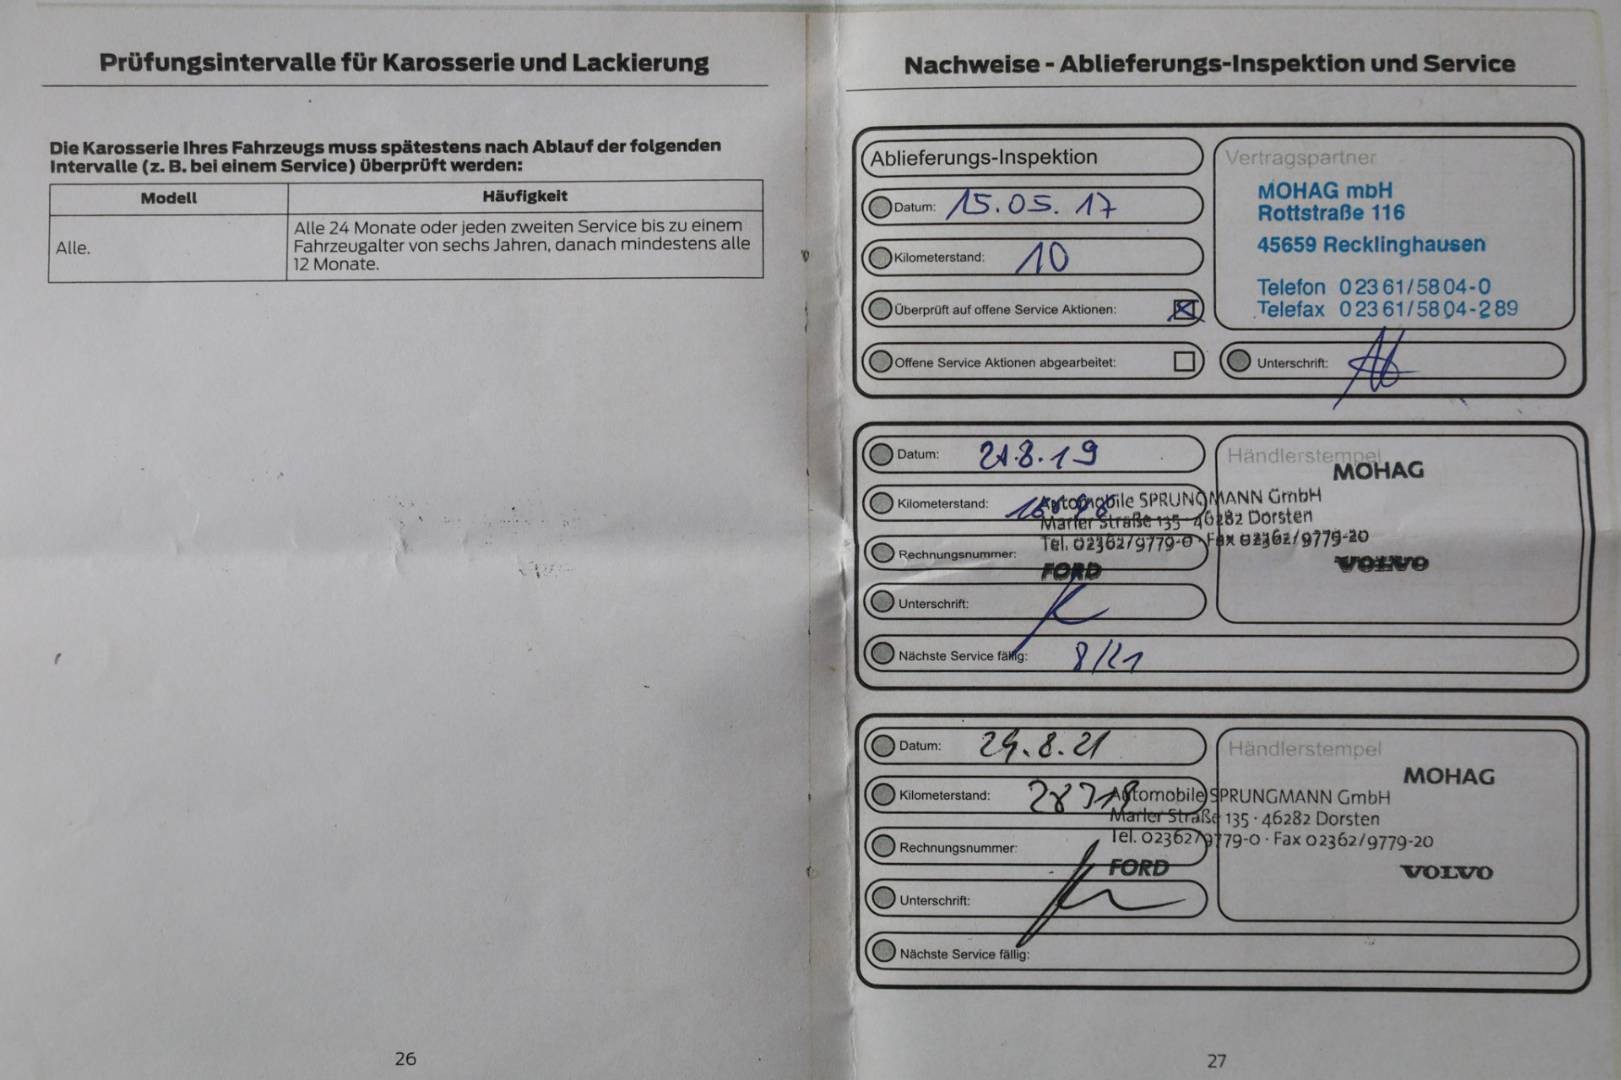 Prüfungsintervalle für Karosserie und Lackierung
Die Karosserie Ihres Fahrzeugs muss spätestens nach Ablauf der folgenden
Intervalle (z. B. bei einem Service) überprüft werden:
Modell
Häufigkeit
Alle.
Alle 24 Monate oder jeden zweiten Service bis zu einem
Fahrzeugalter von sechs Jahren, danach mindestens alle
12 Monate.
26
Nachweise - Ablieferungs-Inspektion und Service
Ablieferungs-Inspektion
Datum: 15.05.17
Kilometerstand: 10
Überprüft auf offene Service Aktionen:
Offene Service Aktionen abgearbeitet:
Vertragspartner
MOHAG mbH
Rottstraße 116
45659 Recklinghausen
Telefon 0 23 61/58 04-0
Telefax 0 23 61/58 04-2 89
Unterschrift:
Datum: 21.8.19
Kilometerstand:
Rechnungsnummer:
Unterschrift:
Nächste Service fällig: 8/21
Händlerstempel
MOHAG
Automobile SPRUNGMANN GmbH
Marler Straße 135 · 46282 Dorsten
Tel. 02362/9779-0 · Fax 02362/9779-20
FORD
VOLVO
Datum: 24.8.21
Kilometerstand:
Rechnungsnummer:
Unterschrift:
Nächste Service fällig:
Händlerstempel
MOHAG
Automobile SPRUNGMANN GmbH
Marler Straße 135 · 46282 Dorsten
Tel. 02362/9779-0 · Fax 02362/9779-20
FORD
VOLVO
27